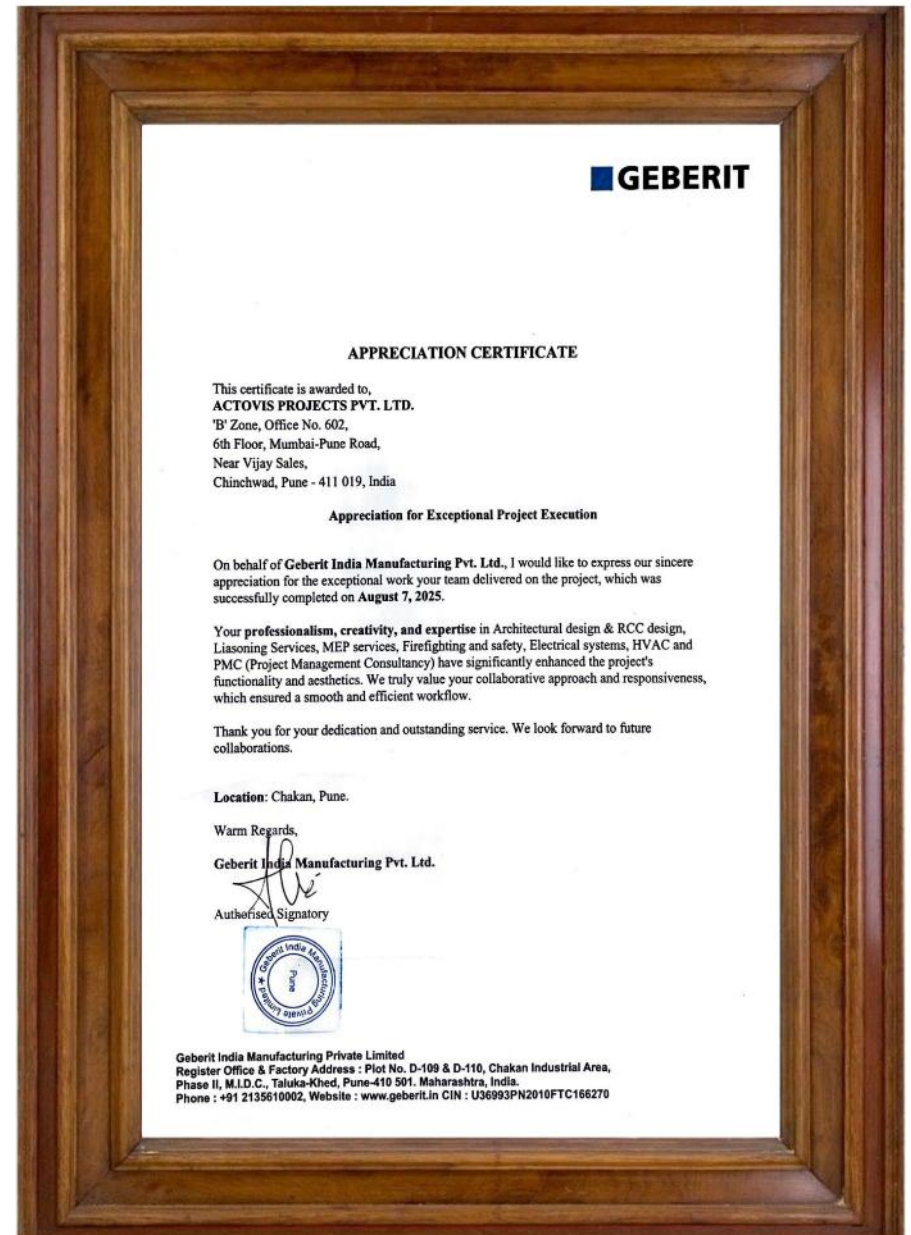 GEBERIT
APPRECIATION CERTIFICATE
This certificate is awarded to,
ACTOVIS PROJECTS PVT. LTD.
'B' Zone, Office No. 602,
6th Floor, Mumbai-Pune Road,
Near Vijay Sales,
Chinchwad, Pune - 411 019, India
Appreciation for Exceptional Project Execution
On behalf of Geberit India Manufacturing Pvt. Ltd., I would like to express our sincere
appreciation for the exceptional work your team delivered on the project, which was
successfully completed on August 7, 2025.
Your professionalism, creativity, and expertise in Architectural design & RCC design,
Liasoning Services, MEP services, Firefighting and safety, Electrical systems, HVAC and
PMC (Project Management Consultancy) have significantly enhanced the project's
functionality and aesthetics. We truly value your collaborative approach and responsiveness,
which ensured a smooth and efficient workflow.
Thank you for your dedication and outstanding service. We look forward to future
collaborations.
Location: Chakan, Pune.
Warm Regards,
Geberit India Manufacturing Pvt. Ltd.
Authorised Signatory
Geberit India Manufacturing Private Limited
Pune
Geberit India Manufacturing Private Limited
Register Office & Factory Address : Plot No. D-109 & D-110, Chakan Industrial Area,
Phase II, M.I.D.C., Taluka-Khed, Pune-410 501. Maharashtra, India.
Phone : +91 2135610002, Website : www.geberit.in CIN : U36993PN2010FTC166270